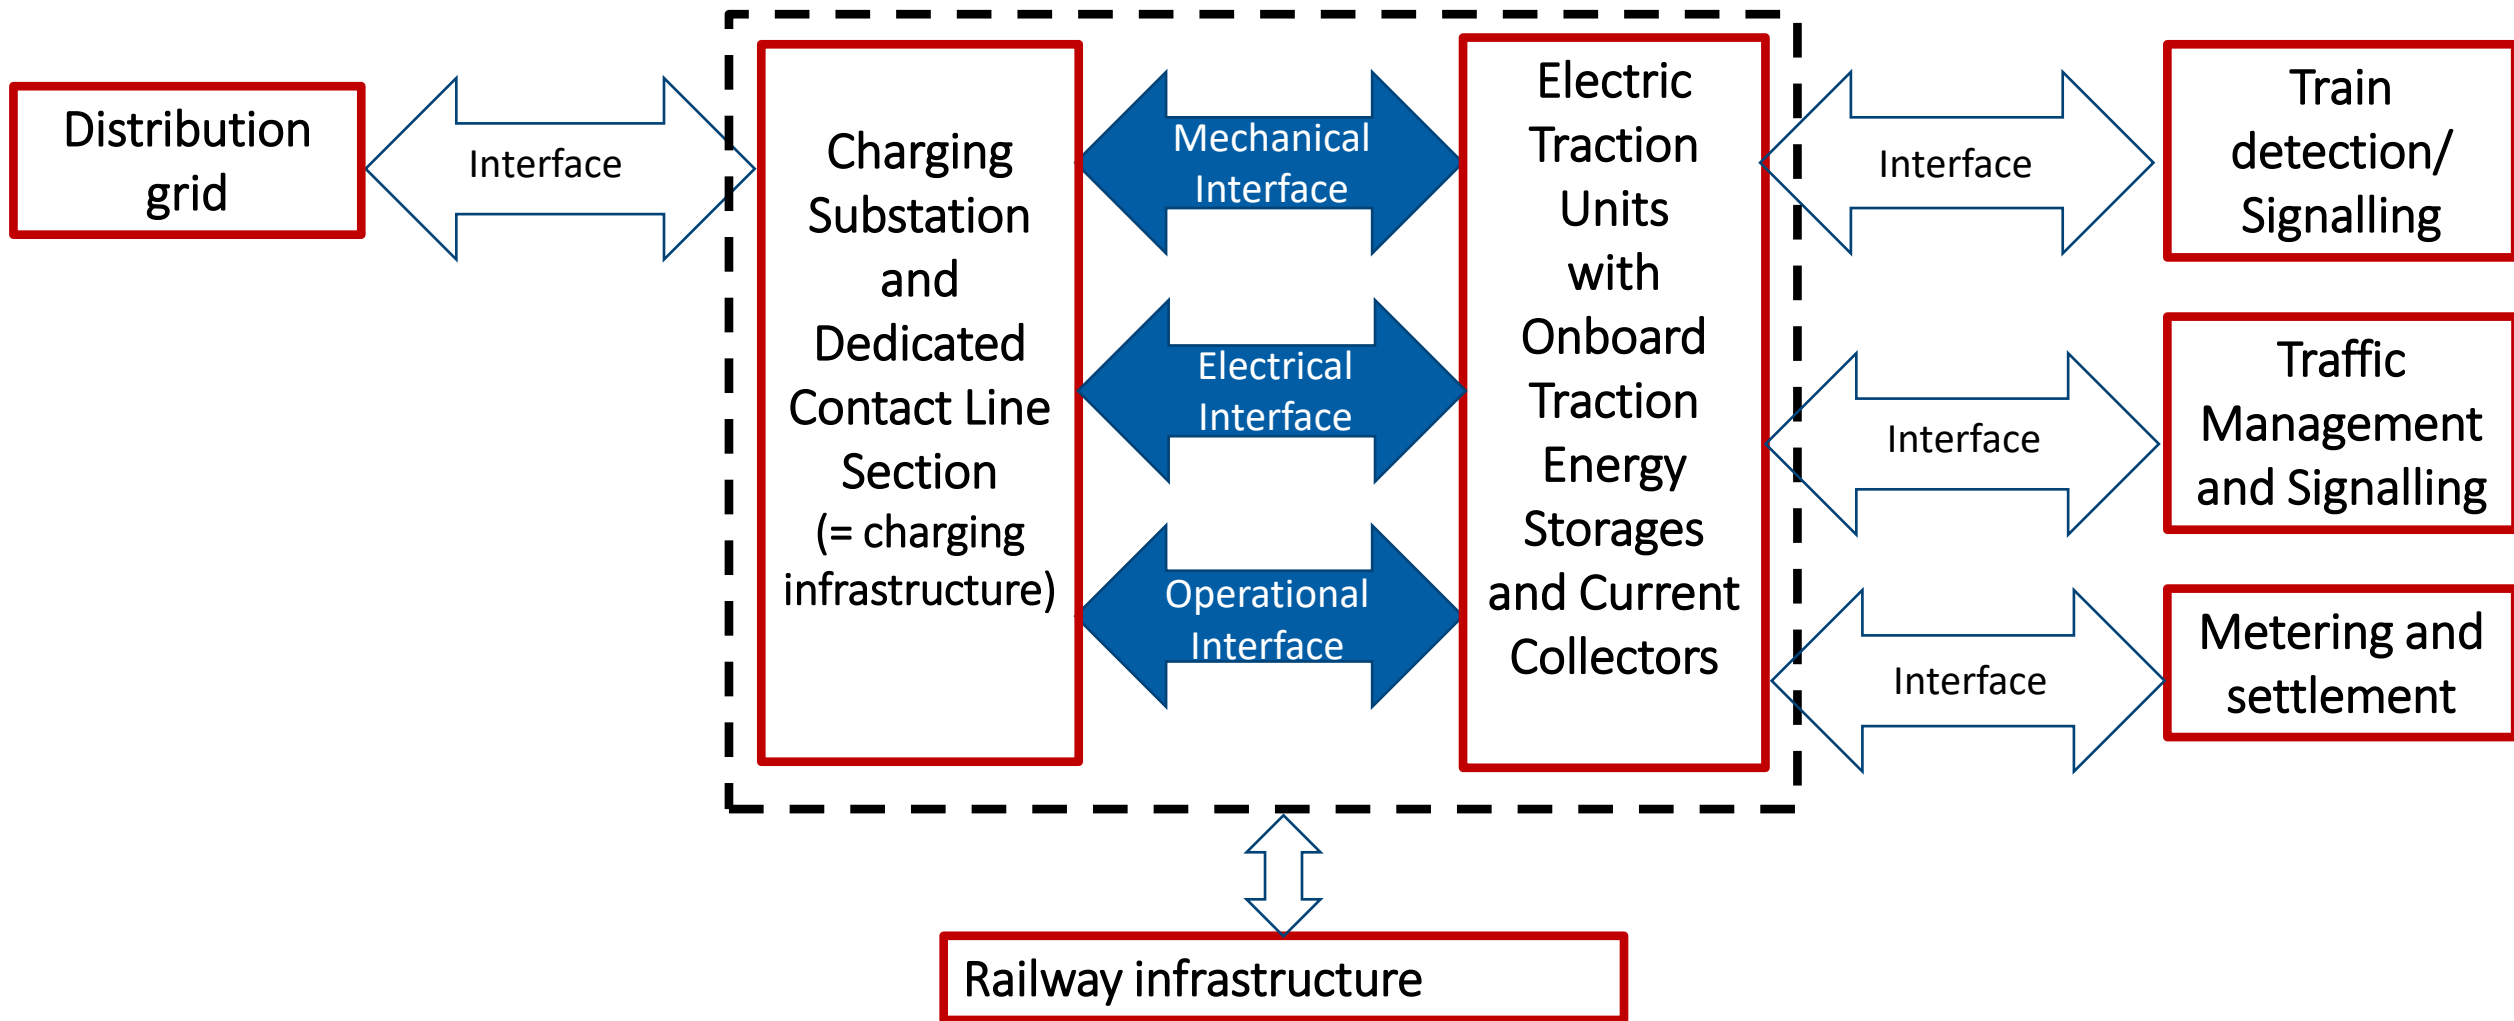 Distribution
grid
Interface
Charging
Substation
and
Dedicated
Contact Line
Section
(= charging
infrastructure)
Mechanical
Interface
Electrical
Interface
Operational
Interface
Electric
Traction
Units
with
Onboard
Traction
Energy
Storages
and Current
Collectors
Interface
Train
detection/
Signalling
Interface
Traffic
Management
and Signalling
Interface
Metering and
settlement
Railway infrastructure